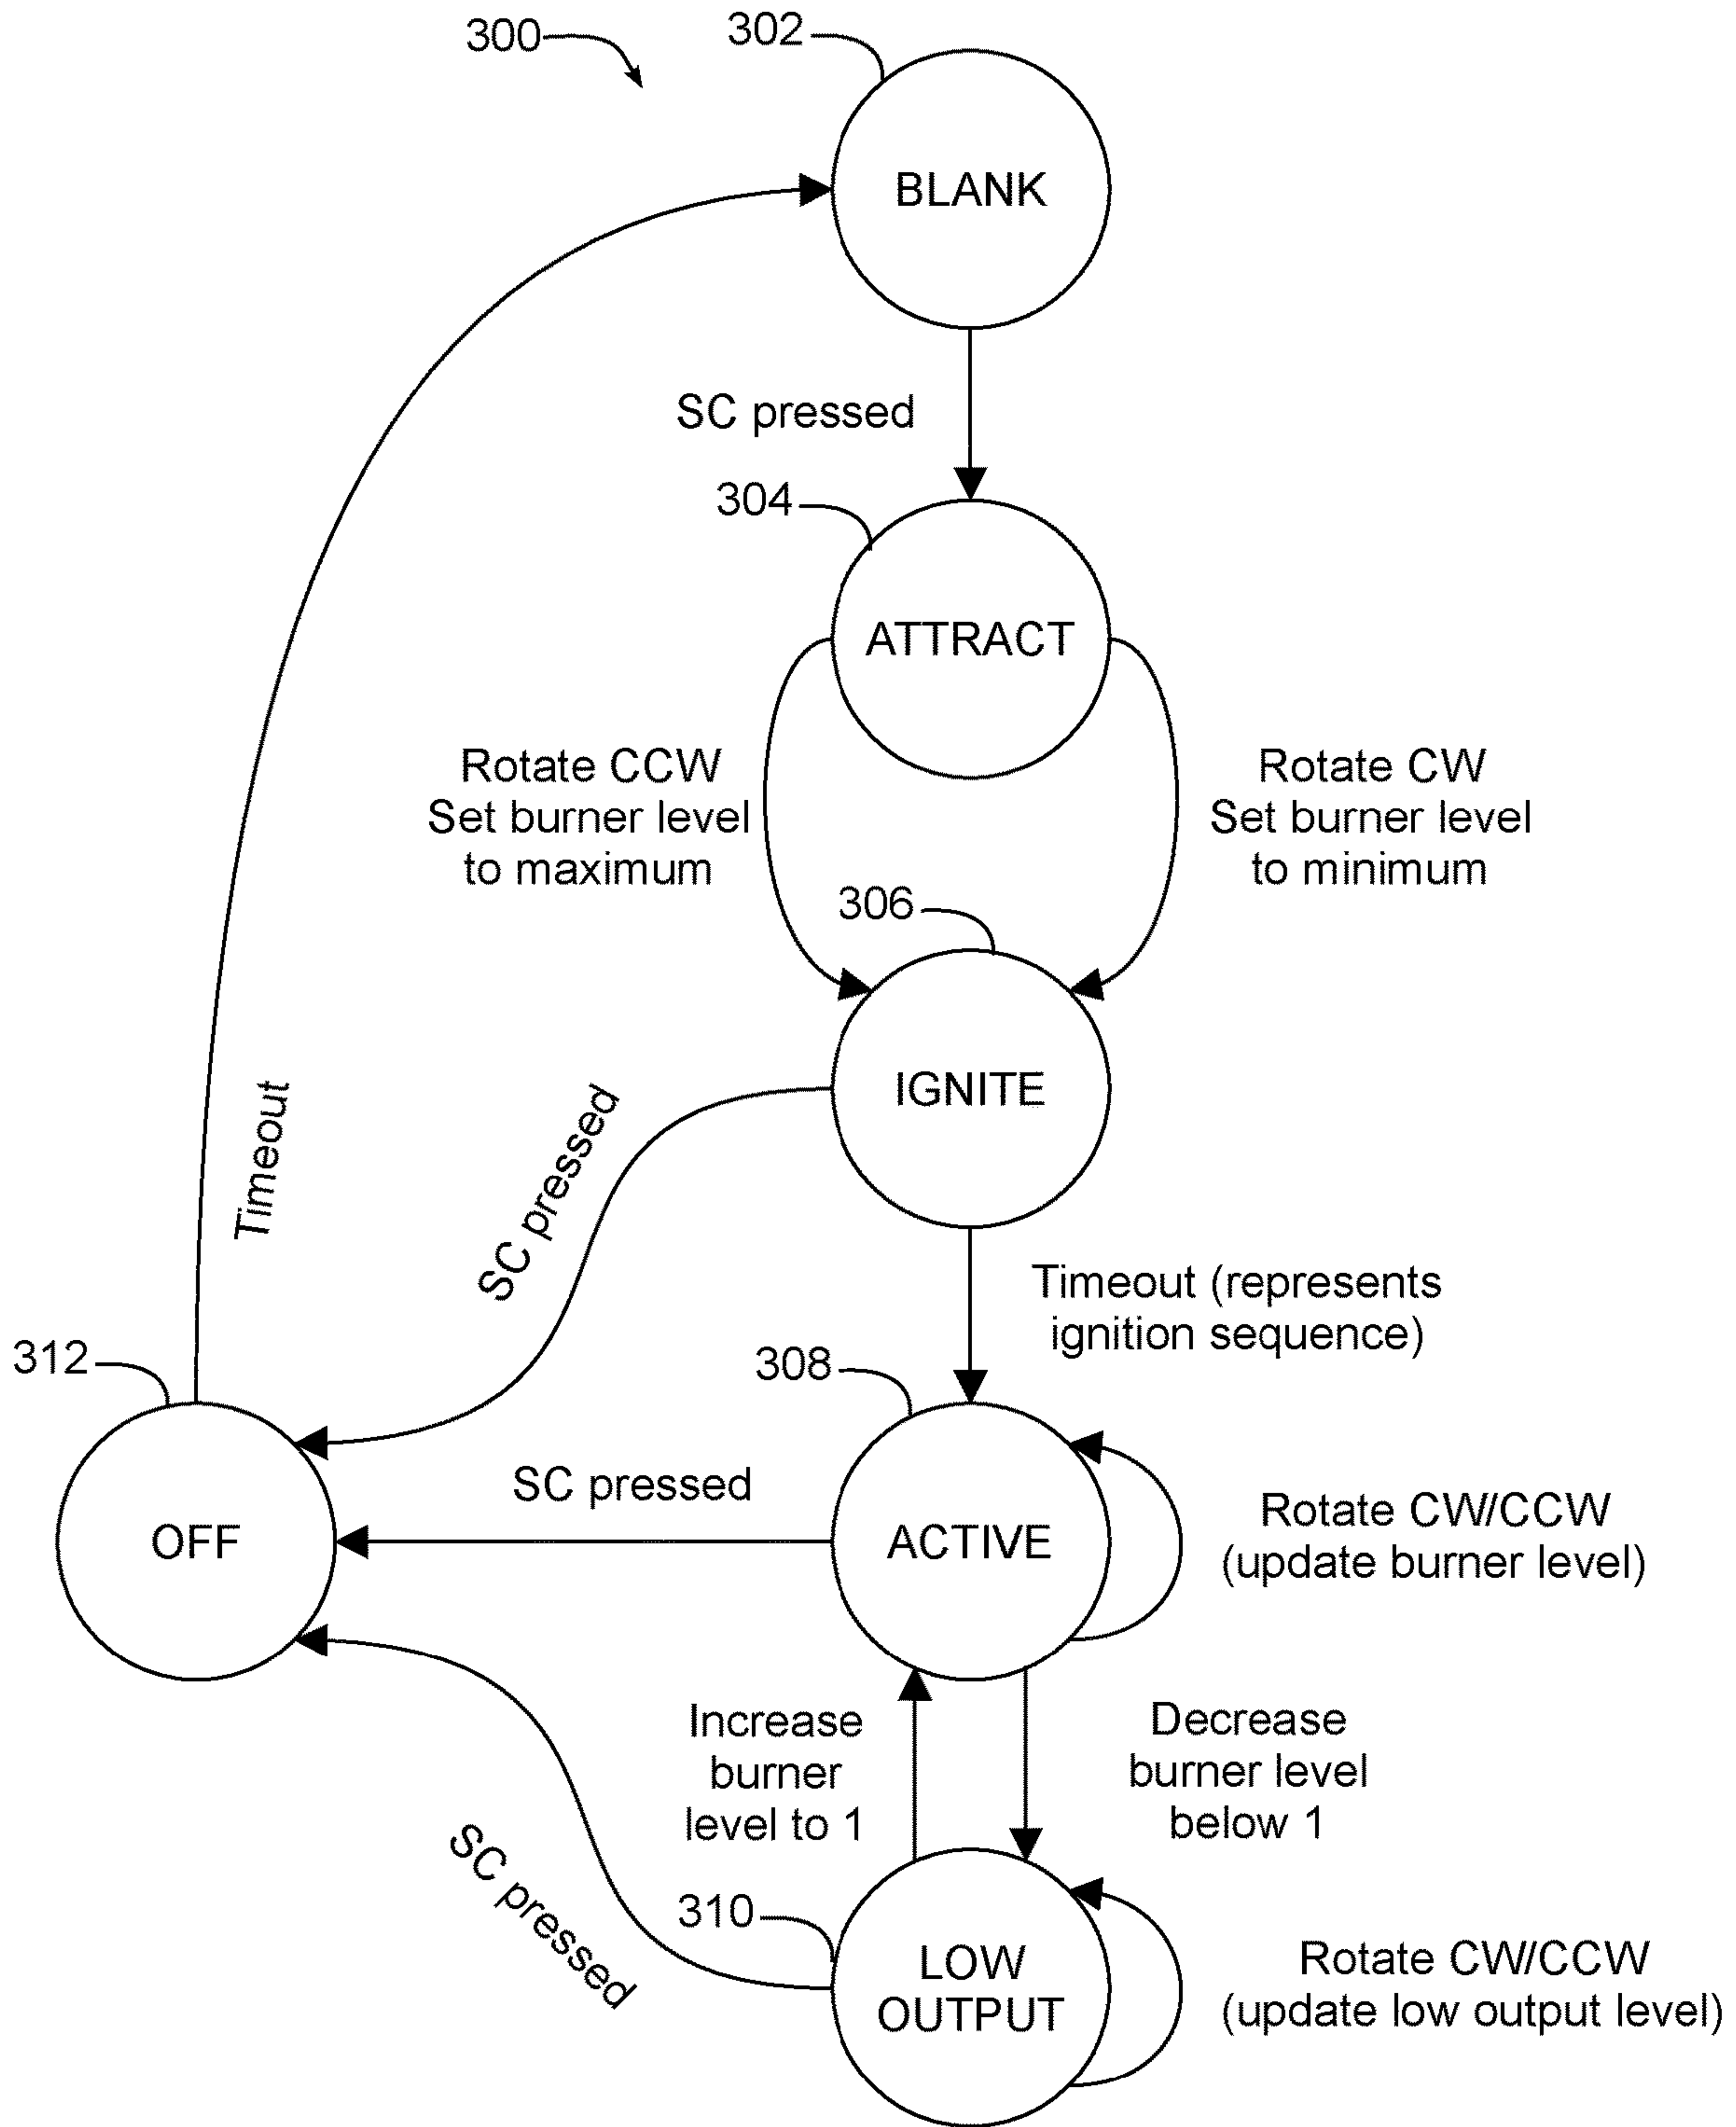 300
302
BLANK
SC pressed
304
ATTRACT
Rotate CCW
Set burner level
to maximum
Rotate CW
Set burner level
to minimum
306
IGNITE
Timeout
SC pressed
Timeout (represents
ignition sequence)
312
308
OFF
SC pressed
ACTIVE
Rotate CW/CCW
(update burner level)
Increase
burner
level to 1
Decrease
burner level
below 1
SC pressed
310
LOW
OUTPUT
Rotate CW/CCW
(update low output level)